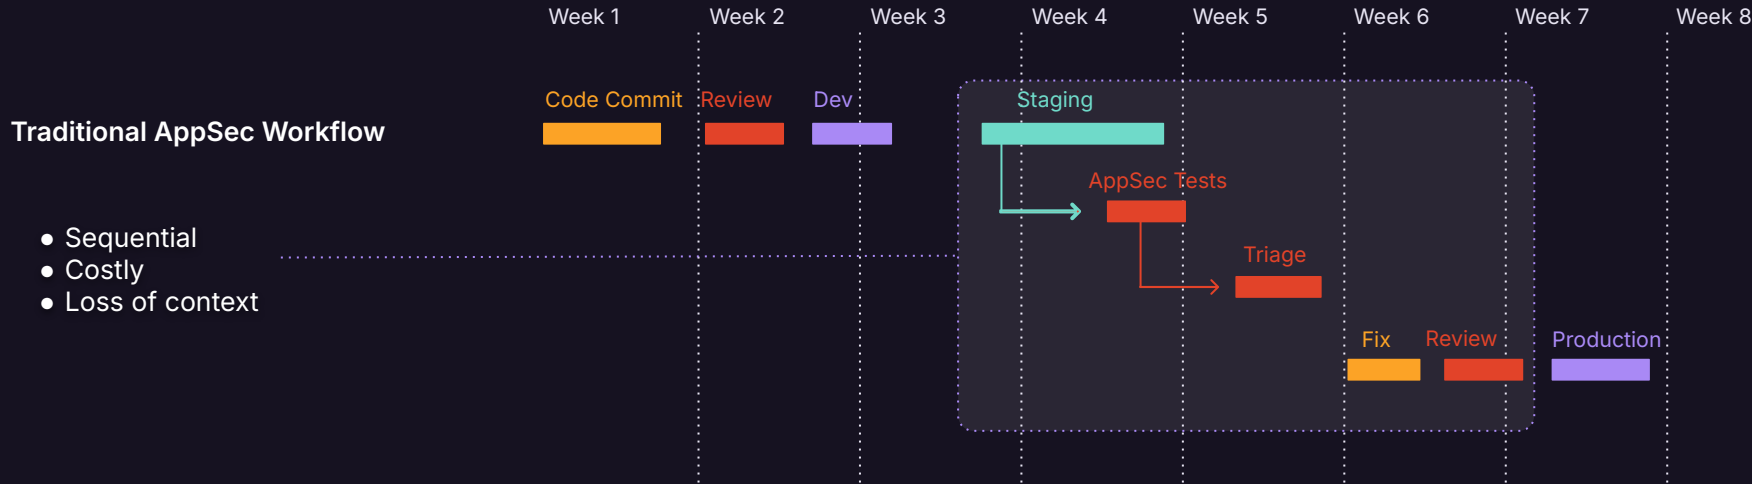 Week 1 Week 2 Week 3 Week 4 Week 5 Week 6 Week 7 Week 8
Code Commit Review Dev Staging
Traditional AppSec Workflow
AppSec Tests
● Sequential
● Costly
● Loss of context
Triage
Fix Review Production